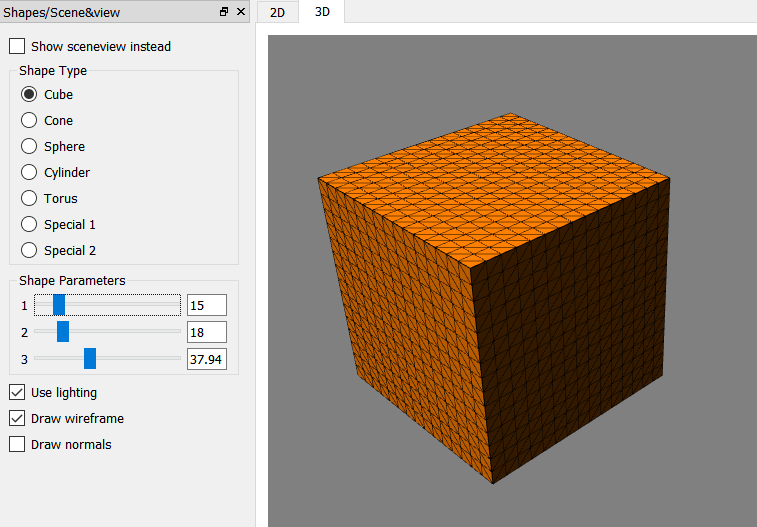 Shapes/Scene&view
2D
3D
Show sceneview instead
Shape Type
Cube
Cone
Sphere
Cylinder
Torus
Special 1
Special 2
Shape Parameters
1 15
2 18
3 37.94
Use lighting
Draw wireframe
Draw normals